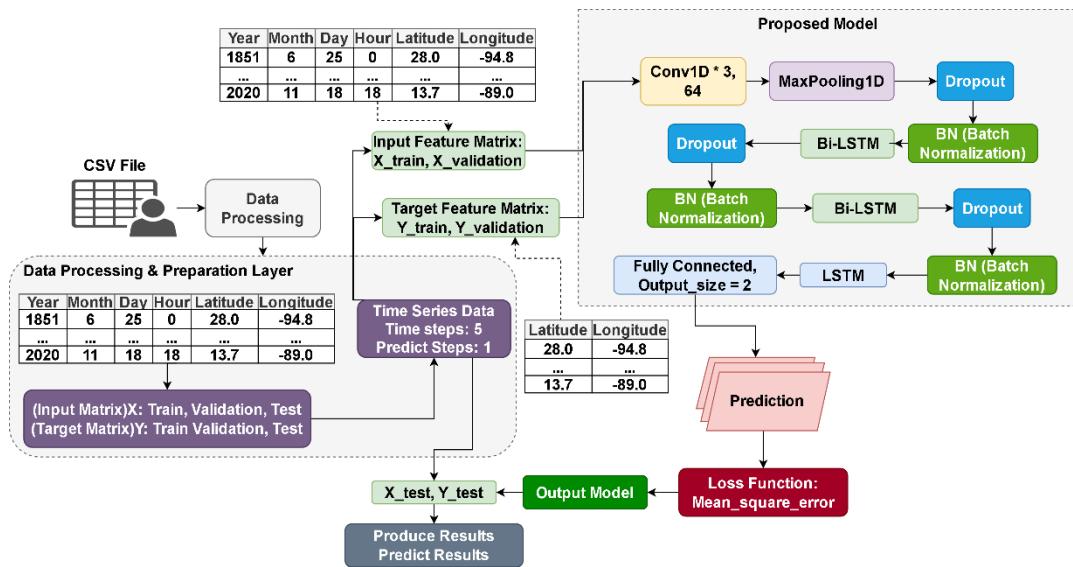 Year Month Day Hour Latitude Longitude
1851 6 25 0 28.0 -94.8
... ... ... ... ... ...
2020 11 18 18 13.7 -89.0
Proposed Model
Conv1D * 3,
64
MaxPooling1D
Dropout
BN (Batch
Normalization)
Bi-LSTM
Dropout
BN (Batch
Normalization)
Bi-LSTM
Dropout
BN (Batch
Normalization)
LSTM
Fully Connected,
Output_size = 2
Input Feature Matrix:
X_train, X_validation
Target Feature Matrix:
Y_train, Y_validation
CSV File
Data
Processing
Data Processing & Preparation Layer
Year Month Day Hour Latitude Longitude
1851 6 25 0 28.0 -94.8
... ... ... ... ... ...
2020 11 18 18 13.7 -89.0
Time Series Data
Time steps: 5
Predict Steps: 1
(Input Matrix)X: Train, Validation, Test
(Target Matrix)Y: Train Validation, Test
Latitude Longitude
28.0 -94.8
... ...
13.7 -89.0
Prediction
Loss Function:
Mean_square_error
Output Model
X_test, Y_test
Produce Results
Predict Results